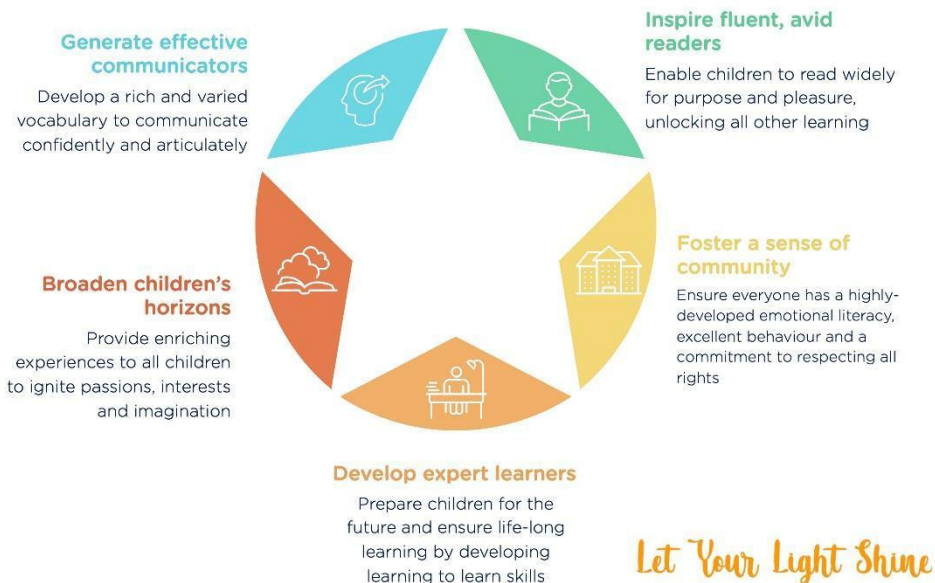 Generate effective
communicators
Develop a rich and varied
vocabulary to communicate
confidently and articulately
Inspire fluent, avid
readers
Enable children to read widely
for purpose and pleasure,
unlocking all other learning
Broaden children's
horizons
Provide enriching
experiences to all children
to ignite passions, interests
and imagination
Foster a sense of
community
Ensure everyone has a highly-
developed emotional literacy,
excellent behaviour and a
commitment to respecting all
rights
Develop expert learners
Prepare children for the
future and ensure life-long
learning by developing
learning to learn skills
Let Your Light Shine